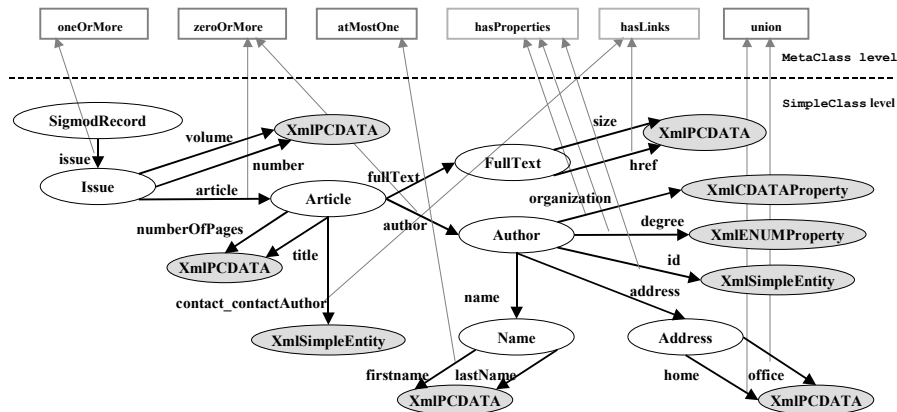 oneOrMore
zeroOrMore
atMostOne
hasProperties
hasLinks
union
MetaClass level
SimpleClass level
SigmodRecord
volume
XmlPCDATA
size
XmlPCDATA
issue
number
fullText
FullText
href
Issue
article
Article
organization
XmlCDATAProperty
author
numberOfPages
Author
degree
XmlENUMProperty
title
XmlPCDATA
id
XmlSimpleEntity
contact_contactAuthor
name
address
XmlSimpleEntity
Name
Address
firstname
lastName
home
office
XmlPCDATA
XmlPCDATA